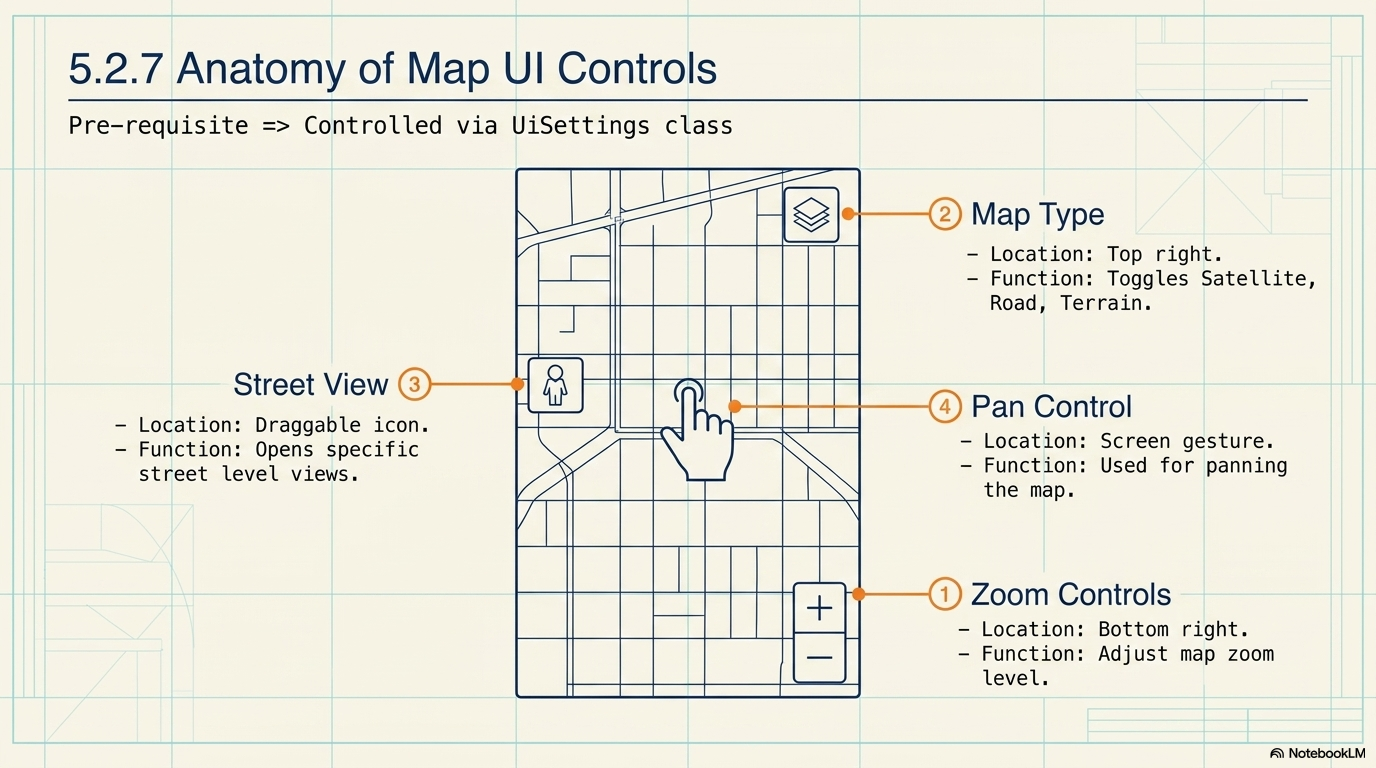 5.2.7 Anatomy of Map UI Controls
Pre-requisite => Controlled via UiSettings class
2 Map Type
- Location: Top right.
- Function: Toggles Satellite,
Road, Terrain.
Street View 3
- Location: Draggable icon.
- Function: Opens specific
street level views.
4 Pan Control
- Location: Screen gesture.
- Function: Used for panning
the map.
1 Zoom Controls
- Location: Bottom right.
- Function: Adjust map zoom
level.
+
−
NotebookLM